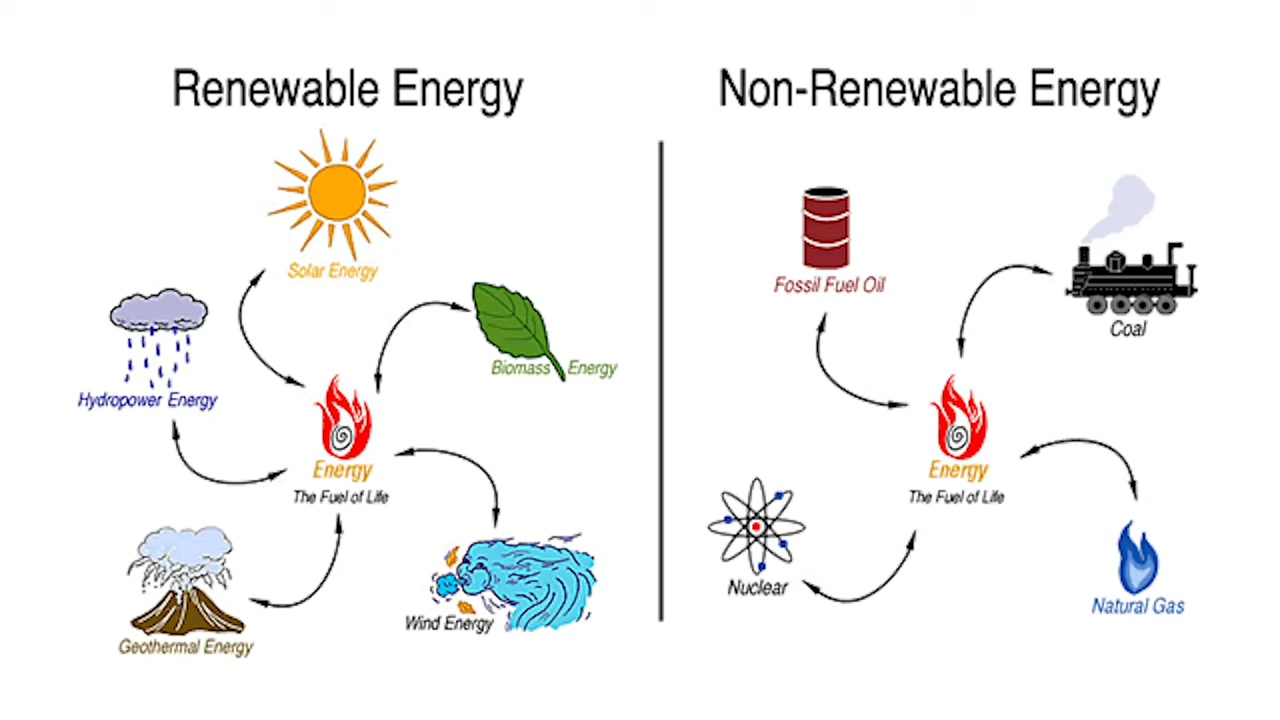 Renewable Energy
Solar Energy
Biomass Energy
Hydropower Energy
Energy
The Fuel of Life
Wind Energy
Geothermal Energy
Non-Renewable Energy
Fossil Fuel Oil
Coal
Energy
The Fuel of Life
Nuclear
Natural Gas